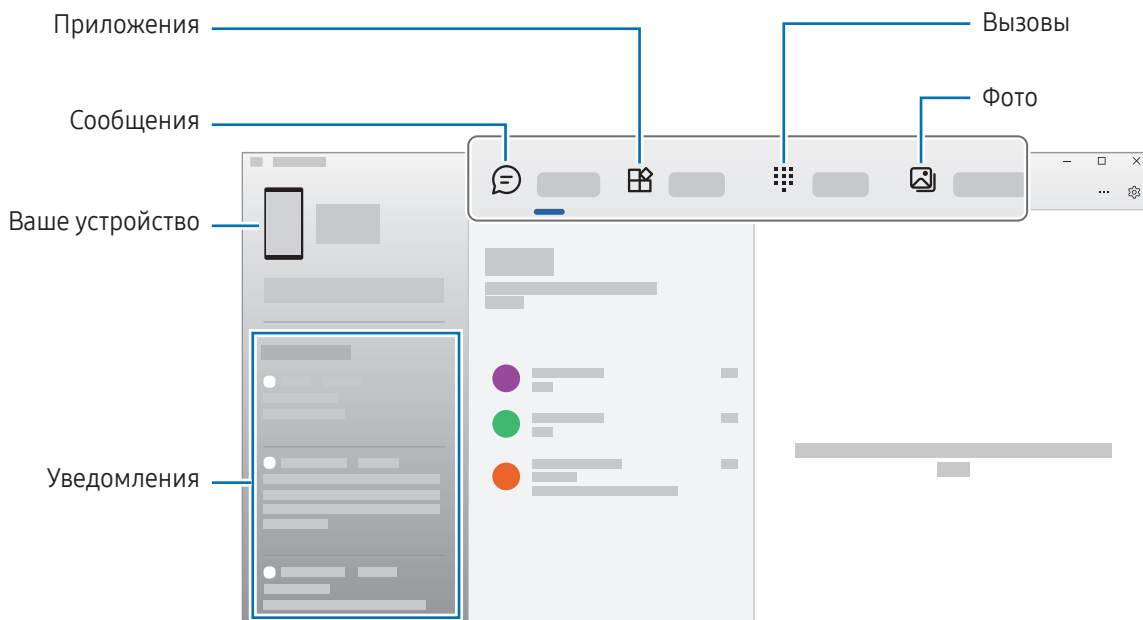 Приложения
Вызовы
Фото
Сообщения
Ваше устройство
Уведомления